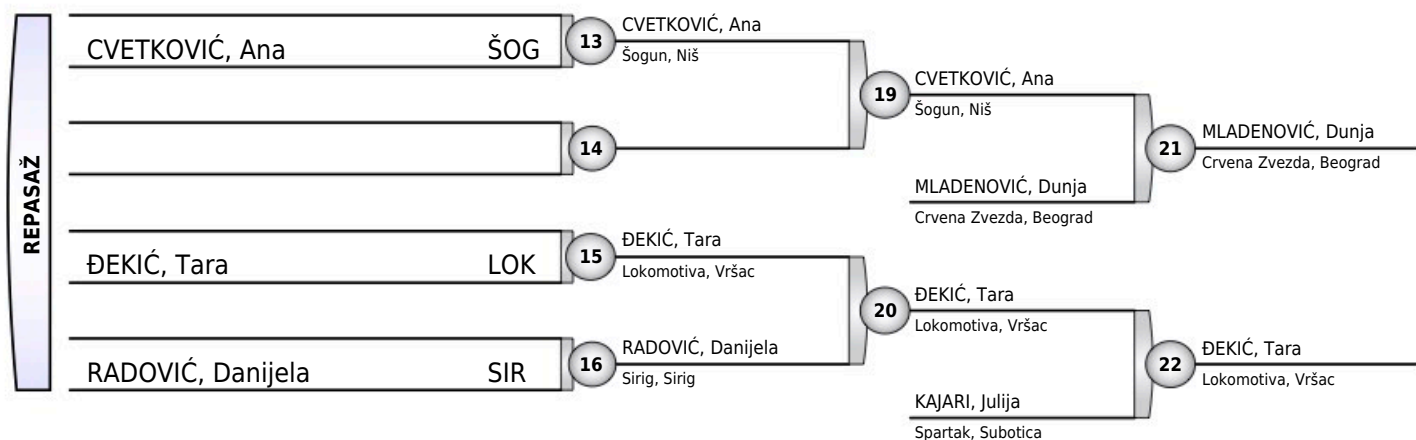 REPASAŽ
CVETKOVIĆ, Ana ŠOG
13
CVETKOVIĆ, Ana
Šogun, Niš
14
19
CVETKOVIĆ, Ana
Šogun, Niš
MLADENOVIĆ, Dunja
Crvena Zvezda, Beograd
21
MLADENOVIĆ, Dunja
Crvena Zvezda, Beograd
ĐEKIĆ, Tara LOK
15
ĐEKIĆ, Tara
Lokomotiva, Vršac
RADOVIĆ, Danijela SIR
16
RADOVIĆ, Danijela
Sirig, Sirig
20
ĐEKIĆ, Tara
Lokomotiva, Vršac
KAJARI, Julija
Spartak, Subotica
22
ĐEKIĆ, Tara
Lokomotiva, Vršac